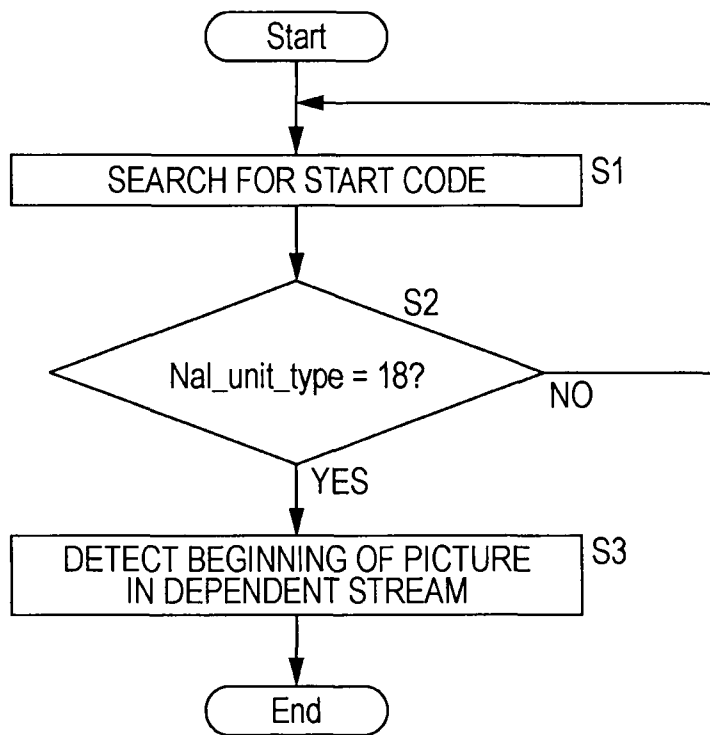 Start
SEARCH FOR START CODE
S1
S2
Nal_unit_type = 18?
NO
YES
DETECT BEGINNING OF PICTURE
IN DEPENDENT STREAM
S3
End